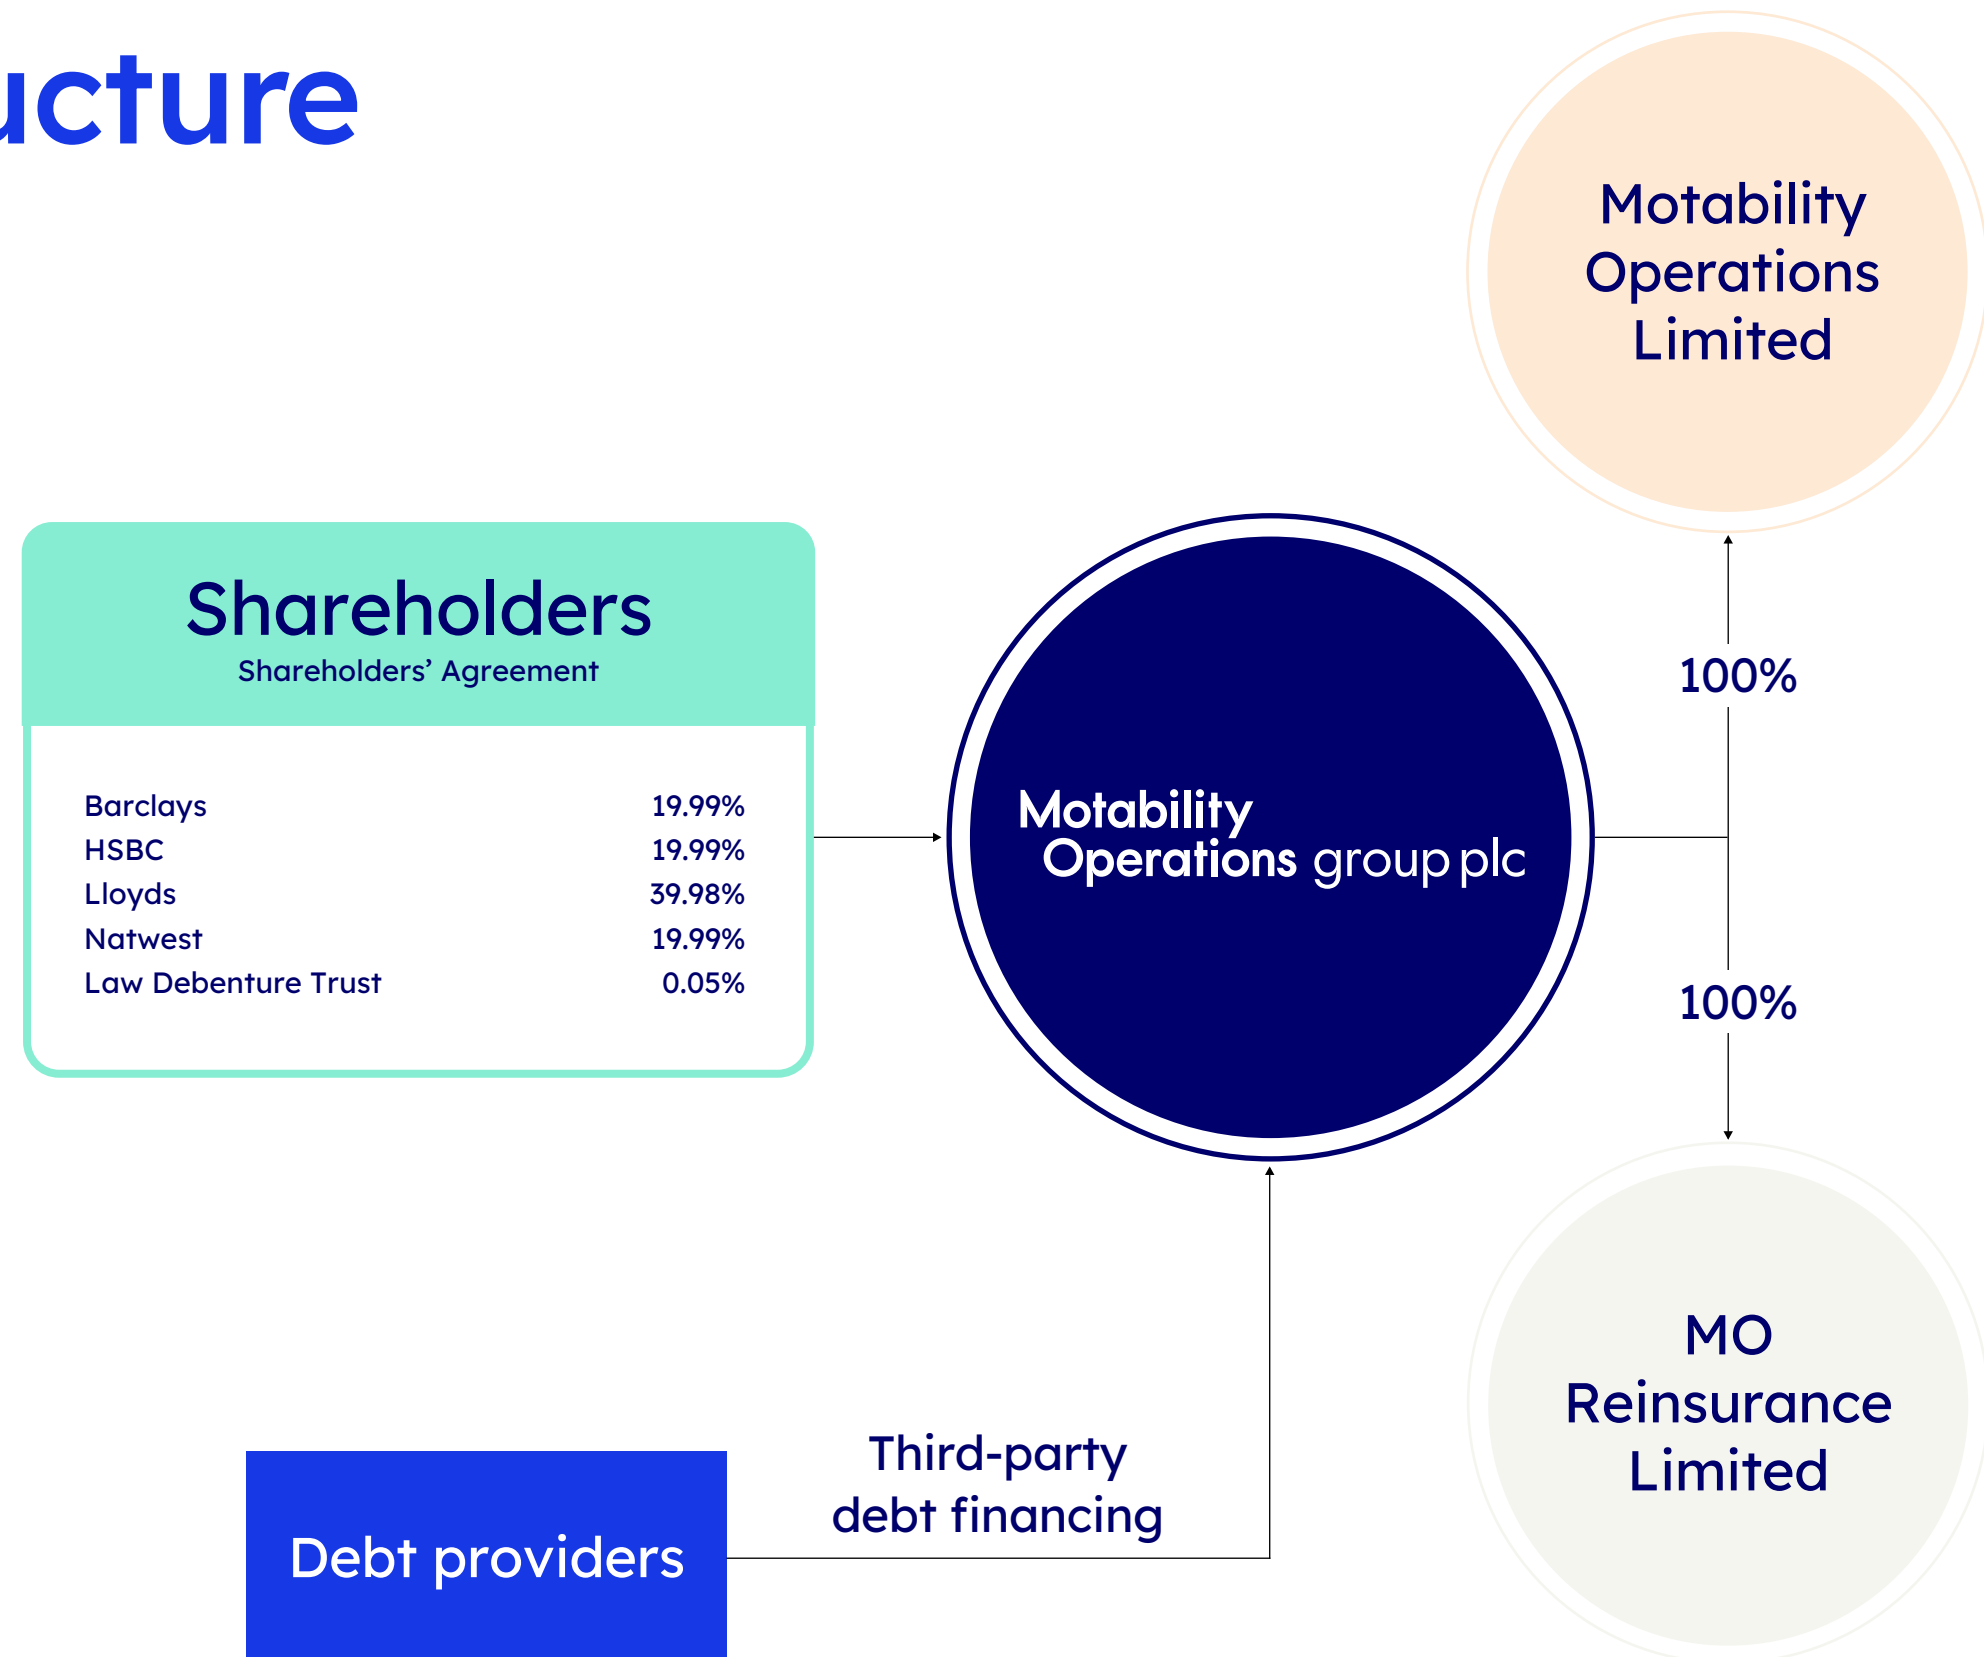 ucture
Motability
Operations
Limited
Shareholders
Shareholders’ Agreement
Barclays 19.99%
HSBC 19.99%
Lloyds 39.98%
Natwest 19.99%
Law Debenture Trust 0.05%
Motability
Operations group plc
100%
100%
MO
Reinsurance
Limited
Third-party
debt financing
Debt providers